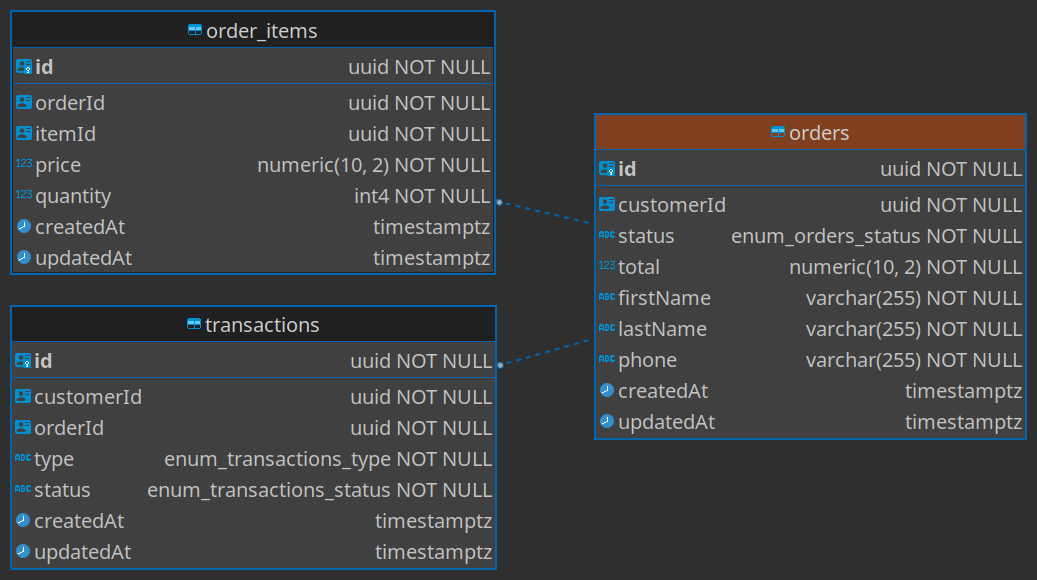 order_items
id uuid NOT NULL
orderId uuid NOT NULL
itemId uuid NOT NULL
123 price numeric(10, 2) NOT NULL
123 quantity int4 NOT NULL
createdAt timestamptz
updatedAt timestamptz
transactions
id uuid NOT NULL
customerId uuid NOT NULL
orderId uuid NOT NULL
ABC type enum_transactions_type NOT NULL
ABC status enum_transactions_status NOT NULL
createdAt timestamptz
updatedAt timestamptz
orders
id uuid NOT NULL
customerId uuid NOT NULL
ABC status enum_orders_status NOT NULL
123 total numeric(10, 2) NOT NULL
ABC firstName varchar(255) NOT NULL
ABC lastName varchar(255) NOT NULL
ABC phone varchar(255) NOT NULL
createdAt timestamptz
updatedAt timestamptz